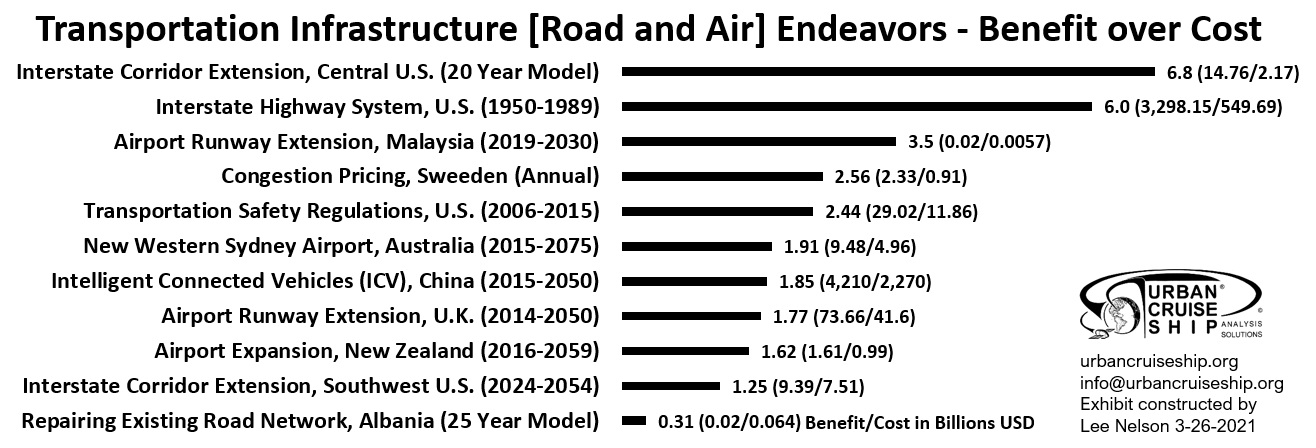 Transportation Infrastructure [Road and Air] Endeavors - Benefit over Cost
Interstate Corridor Extension, Central U.S. (20 Year Model) 6.8 (14.76/2.17)
Interstate Highway System, U.S. (1950-1989) 6.0 (3,298.15/549.69)
Airport Runway Extension, Malaysia (2019-2030) 3.5 (0.02/0.0057)
Congestion Pricing, Sweeden (Annual) 2.56 (2.33/0.91)
Transportation Safety Regulations, U.S. (2006-2015) 2.44 (29.02/11.86)
New Western Sydney Airport, Australia (2015-2075) 1.91 (9.48/4.96)
Intelligent Connected Vehicles (ICV), China (2015-2050) 1.85 (4,210/2,270)
Airport Runway Extension, U.K. (2014-2050) 1.77 (73.66/41.6)
Airport Expansion, New Zealand (2016-2059) 1.62 (1.61/0.99)
Interstate Corridor Extension, Southwest U.S. (2024-2054) 1.25 (9.39/7.51)
Repairing Existing Road Network, Albania (25 Year Model) 0.31 (0.02/0.064) Benefit/Cost in Billions USD
URBAN®
CRUISE ©
SHIP ANALYSIS
SOLUTIONS
urbancruiseship.org
info@urbancruiseship.org
Exhibit constructed by
Lee Nelson 3-26-2021